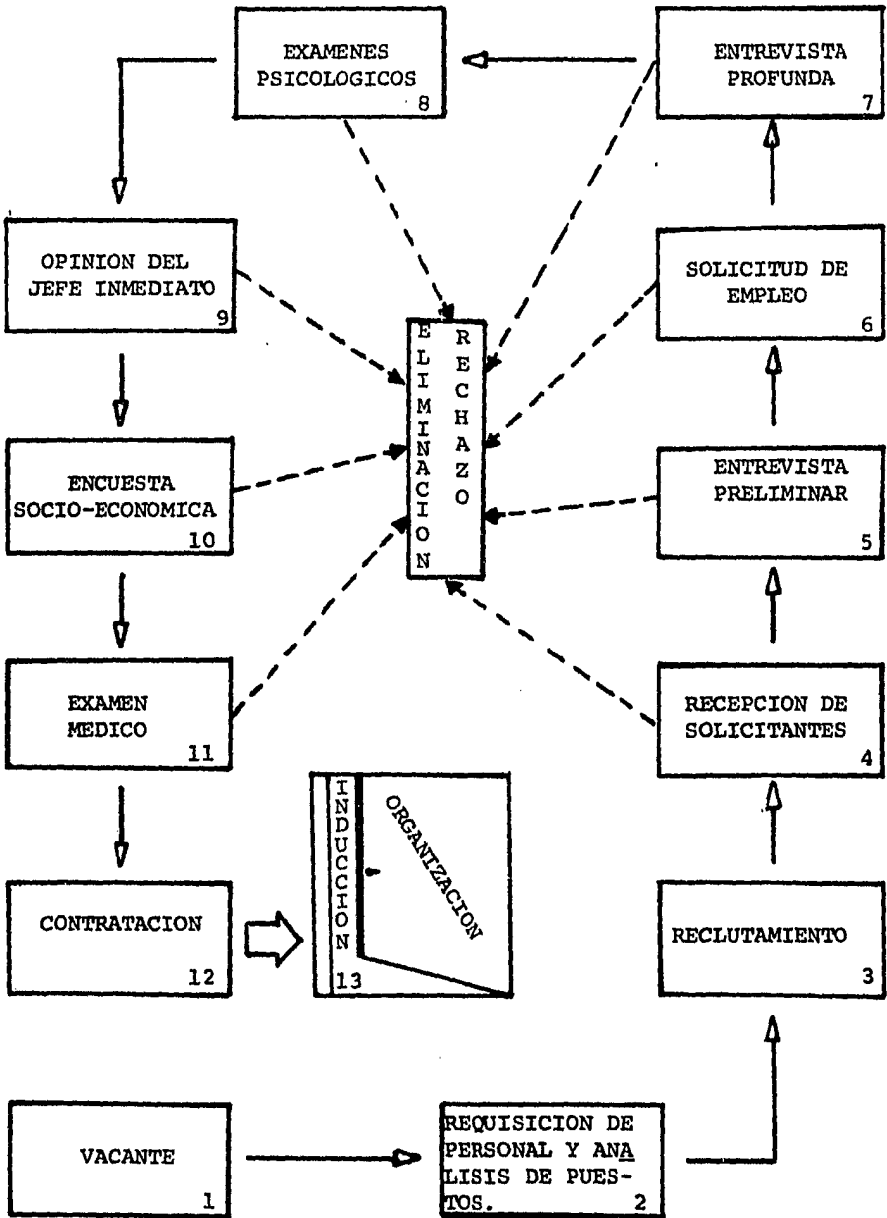 EXAMENES
PSICOLOGICOS
8
ENTREVISTA
PROFUNDA
7
OPINION DEL
JEFE INMEDIATO
9
SOLICITUD DE
EMPLEO
6
ELIMINACION
RECHAZO
ENCUESTA
SOCIO-ECONOMICA
10
ENTREVISTA
PRELIMINAR
5
EXAMEN
MEDICO
11
RECEPCION DE
SOLICITANTES
4
INDUCCION
13
ORGANIZACION
CONTRATACION
12
RECLUTAMIENTO
3
VACANTE
1
REQUISICION DE
PERSONAL Y ANA
LISIS DE PUES-
TOS. 2